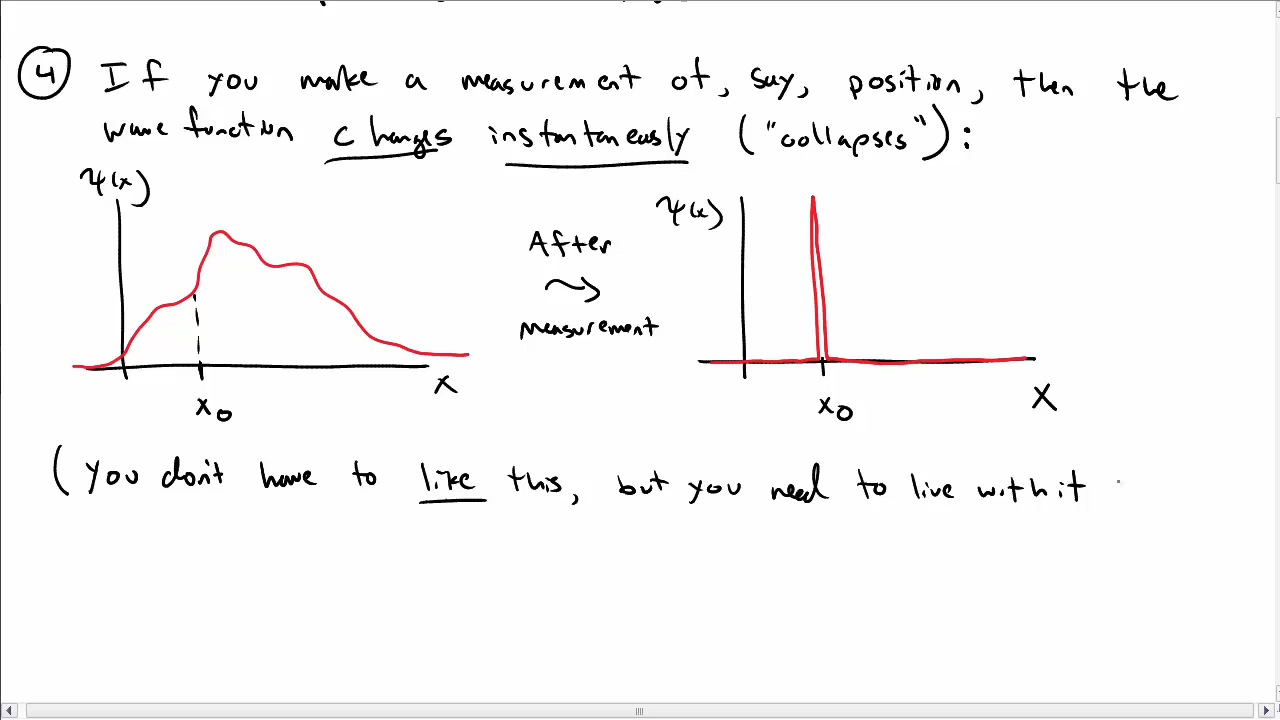 ④ If you make a measurement of, say, position, then the
wave function changes instantaneously ("collapses"):
Ψ(x)
x₀
x
After
measurement
Ψ(x)
x₀
x
(You don't have to like this, but you need to live with it